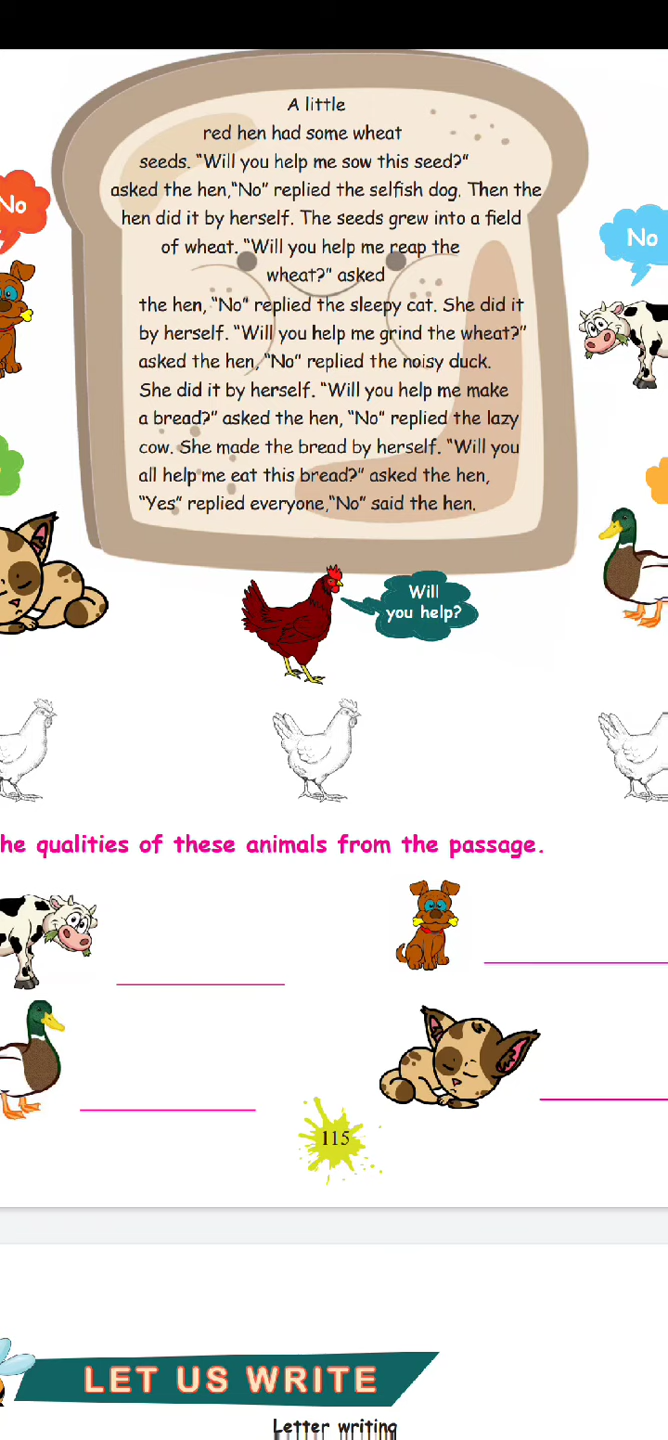 A little
red hen had some wheat
seeds. “Will you help me sow this seed?”
asked the hen,“No” replied the selfish dog. Then the
hen did it by herself. The seeds grew into a field
of wheat. “Will you help me reap the
wheat?” asked
the hen, “No” replied the sleepy cat. She did it
by herself. “Will you help me grind the wheat?”
asked the hen, “No” replied the noisy duck.
She did it by herself. “Will you help me make
a bread?” asked the hen, “No” replied the lazy
cow. She made the bread by herself. “Will you
all help me eat this bread?” asked the hen,
“Yes” replied everyone,“No” said the hen.
No
No
Will
you help?
he qualities of these animals from the passage.
115
LET US WRITE
Letter writing